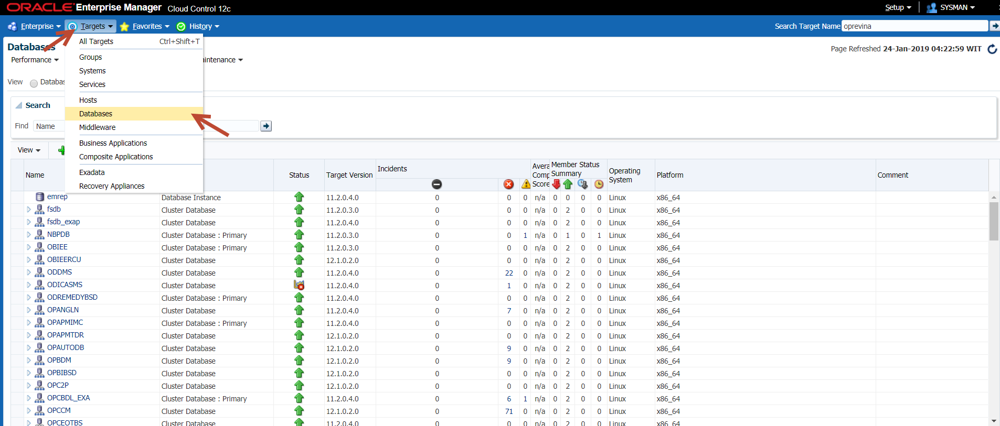 ORACLE Enterprise Manager Cloud Control 12c Setup SYSMAN
Enterprise Targets Favorites History Search Target Name oprevina
Databases Page Refreshed 24-Jan-2019 04:22:59 WIT
Performance aintenance
View Databas
All Targets Ctrl+Shift+T
Groups
Systems
Services
Hosts
Databases
Middleware
Business Applications
Composite Applications
Exadata
Recovery Appliances
Search
Find Name
View
Name Status Target Version Incidents Avera Comp Score Member Status Summary Operating System Platform Comment
emrep Database Instance 11.2.0.4.0 0 0 0 n/a 0 0 0 0 Linux x86_64
fsdb Cluster Database 11.2.0.3.0 0 0 0 n/a 0 2 0 0 Linux x86_64
fsdb_exap Cluster Database 11.2.0.4.0 0 0 0 n/a 0 2 0 0 Linux x86_64
NBPDB Cluster Database : Primary 11.2.0.3.0 0 0 1 n/a 0 1 0 1 Linux x86_64
OBIEE Cluster Database : Primary 11.2.0.3.0 0 0 0 n/a 0 2 0 0 Linux x86_64
OBIEERCU Cluster Database 12.1.0.2.0 0 0 0 n/a 0 2 0 0 Linux x86_64
ODDMS Cluster Database 11.2.0.4.0 0 22 0 n/a 0 2 0 0 Linux x86_64
ODICASMS Cluster Database 11.2.0.4.0 0 1 0 n/a 0 2 0 0 Linux x86_64
ODREMEDYBSD Cluster Database : Primary 11.2.0.4.0 0 0 0 n/a 0 2 0 0 Linux x86_64
OPANGLN Cluster Database 11.2.0.4.0 0 7 0 n/a 0 2 0 0 Linux x86_64
OPAPMIMC Cluster Database : Primary 11.2.0.4.0 0 0 0 n/a 0 2 0 0 Linux x86_64
OPAPMTDR Cluster Database 12.1.0.2.0 0 0 0 n/a 0 2 0 0 Linux x86_64
OPAUTODB Cluster Database 12.1.0.2.0 0 9 0 n/a 0 2 0 0 Linux x86_64
OPBDM Cluster Database 12.1.0.2.0 0 9 0 n/a 0 2 0 0 Linux x86_64
OPBIBSD Cluster Database 12.1.0.2.0 0 0 0 n/a 0 2 0 0 Linux x86_64
OPC2P Cluster Database 12.1.0.2.0 0 0 0 n/a 0 2 0 0 Linux x86_64
OPCBDL_EXA Cluster Database : Primary 11.2.0.4.0 0 6 1 n/a 0 2 0 0 Linux x86_64
OPCCM Cluster Database 12.1.0.2.0 0 71 0 n/a 0 2 0 0 Linux x86_64
OPCEOTBS Cluster Database 11.2.0.4.0 0 0 0 n/a 0 2 0 0 Linux x86_64